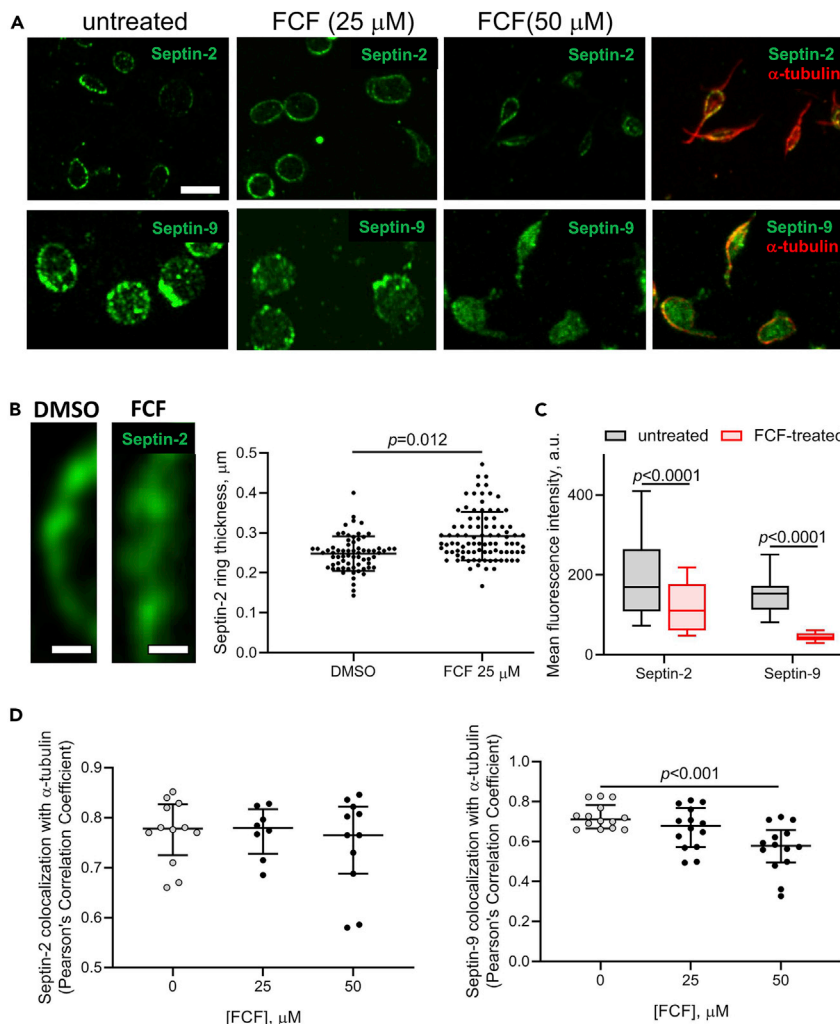 A
untreated
FCF (25 μM)
FCF(50 μM)
Septin-2
Septin-2
Septin-2
Septin-2
α-tubulin
Septin-9
Septin-9
Septin-9
Septin-9
α-tubulin
B
DMSO
FCF
Septin-2
Septin-2 ring thickness, μm
0.5
0.4
0.3
0.2
0.1
0.0
p=0.012
DMSO
FCF 25 μM
C
untreated
FCF-treated
Mean fluorescence intensity, a.u.
400
200
0
p<0.0001
p<0.0001
Septin-2
Septin-9
D
Septin-2 colocalization with α-tubulin
(Pearson's Correlation Coefficient)
0.9
0.8
0.7
0.6
0.5
0
25
50
[FCF], μM
Septin-9 colocalization with α-tubulin
(Pearson's Correlation Coefficient)
1.0
0.8
0.6
0.4
0.2
0.0
p<0.001
0
25
50
[FCF], μM